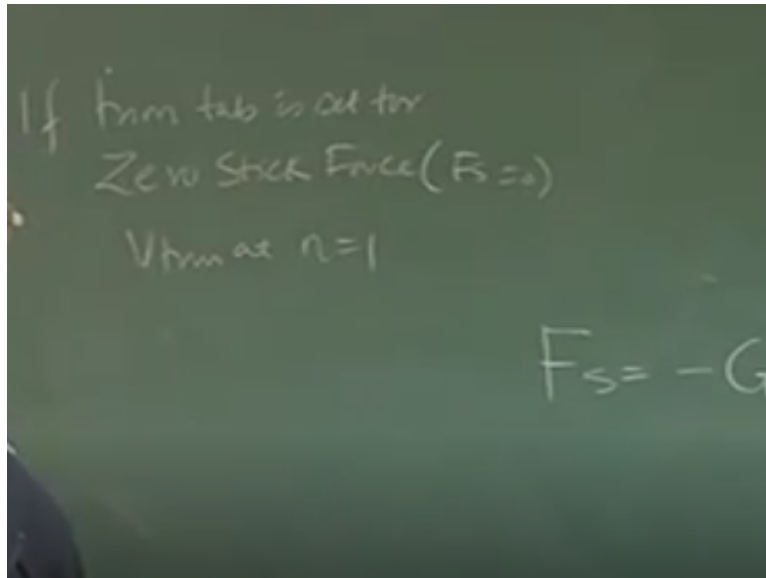 If trim tab is set for
Zero Stick Force (Fs=0)
Vtrim at n=1
Fs= -G